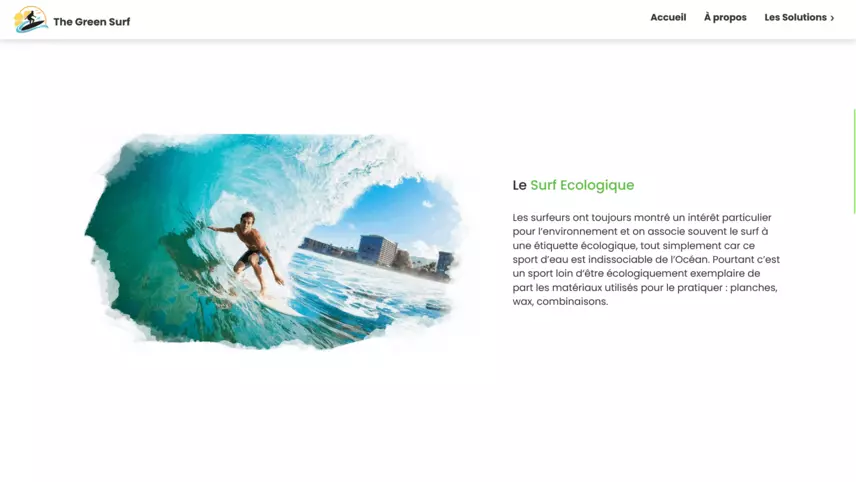 The Green Surf
Accueil À propos Les Solutions ›
Le Surf Ecologique
Les surfeurs ont toujours montré un intérêt particulier
pour l’environnement et on associe souvent le surf à
une étiquette écologique, tout simplement car ce
sport d’eau est indissociable de l’Océan. Pourtant c’est
un sport loin d’être écologiquement exemplaire de
part les matériaux utilisés pour le pratiquer : planches,
wax, combinaisons.